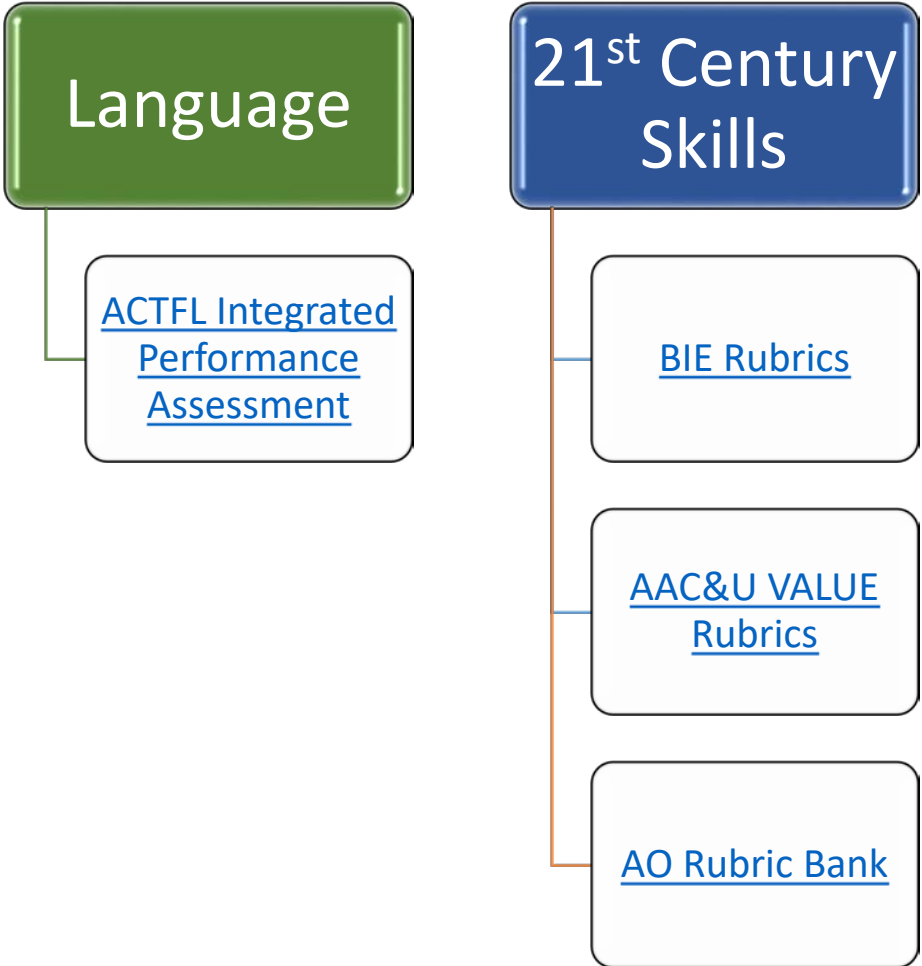 Language
ACTFL Integrated
Performance
Assessment
21st Century
Skills
BIE Rubrics
AAC&U VALUE
Rubrics
AO Rubric Bank